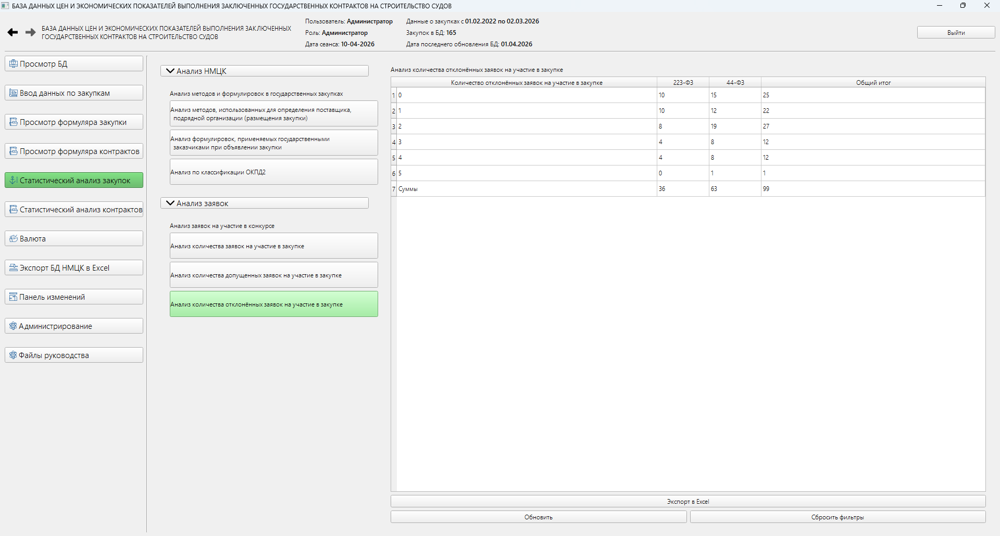 БАЗА ДАННЫХ ЦЕН И ЭКОНОМИЧЕСКИХ ПОКАЗАТЕЛЕЙ ВЫПОЛНЕНИЯ ЗАКЛЮЧЕННЫХ ГОСУДАРСТВЕННЫХ КОНТРАКТОВ НА СТРОИТЕЛЬСТВО СУДОВ
БАЗА ДАННЫХ ЦЕН И ЭКОНОМИЧЕСКИХ ПОКАЗАТЕЛЕЙ ВЫПОЛНЕНИЯ ЗАКЛЮЧЕННЫХ
ГОСУДАРСТВЕННЫХ КОНТРАКТОВ НА СТРОИТЕЛЬСТВО СУДОВ
Пользователь: Администратор
Роль: Администратор
Дата сеанса: 10-04-2026
Данные о закупках с 01.02.2022 по 02.03.2026
Закупок в БД: 165
Дата последнего обновления БД: 01.04.2026
Выйти
Просмотр БД
Ввод данных по закупкам
Просмотр формуляра закупки
Просмотр формуляра контрактов
Статистический анализ закупок
Статистический анализ контрактов
Валюта
Экспорт БД НМЦК в Excel
Панель изменений
Администрирование
Файлы руководства
Анализ НМЦК
Анализ методов и формулировок в государственных закупках
Анализ методов, использованных для определения поставщика,
подрядной организации (размещения закупки)
Анализ формулировок, применяемых государственными
заказчиками при объявлении закупки
Анализ по классификации ОКПД2
Анализ заявок
Анализ заявок на участие в конкурсе
Анализ количества заявок на участие в закупке
Анализ количества допущенных заявок на участие в закупке
Анализ количества отклонённых заявок на участие в закупке
Анализ количества отклонённых заявок на участие в закупке
Количество отклонённых заявок на участие в закупке 223-ФЗ 44-ФЗ Общий итог
1 0 10 15 25
2 1 10 12 22
3 2 8 19 27
4 3 4 8 12
5 4 4 8 12
6 5 0 1 1
7 Суммы 36 63 99
Экспорт в Excel
Обновить
Сбросить фильтры